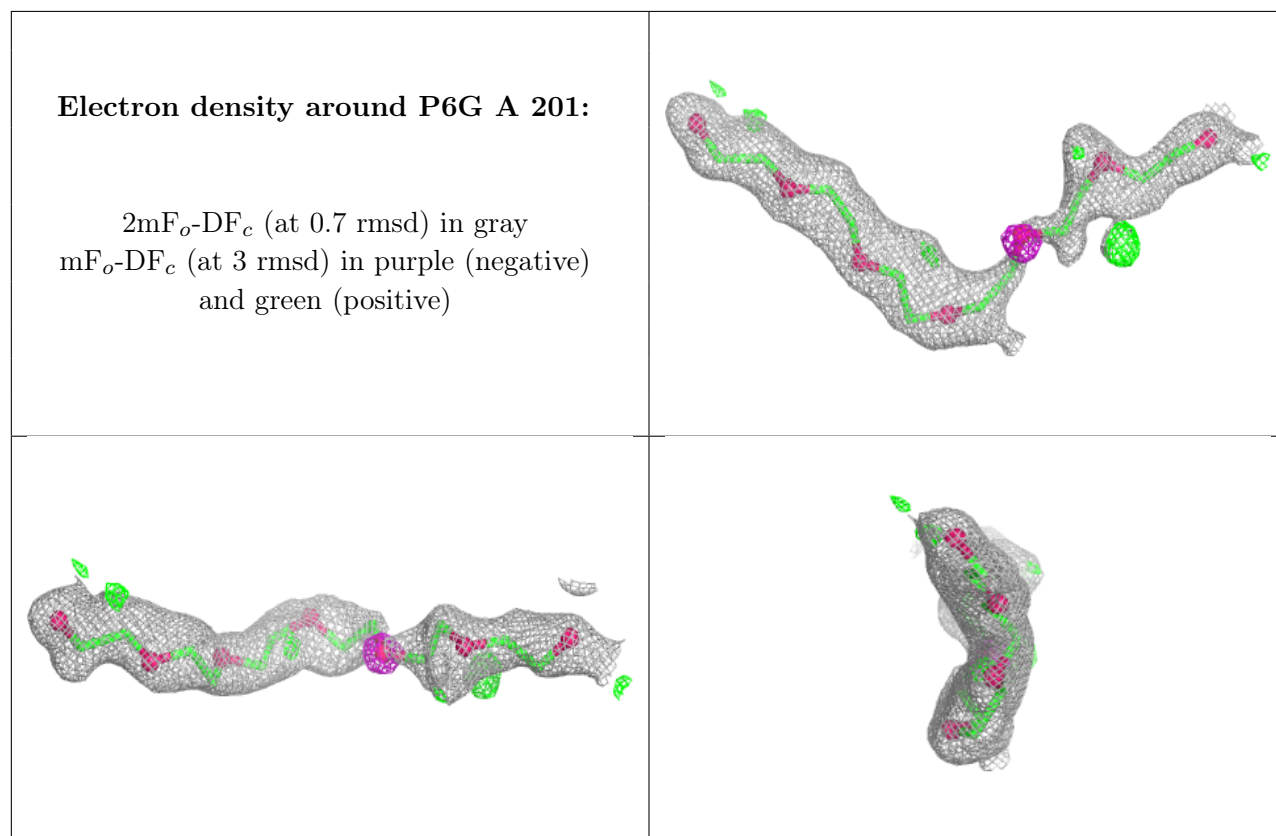 Electron density around P6G A 201:
2mFₒ-DF𝒸 (at 0.7 rmsd) in gray
mFₒ-DF𝒸 (at 3 rmsd) in purple (negative)
and green (positive)